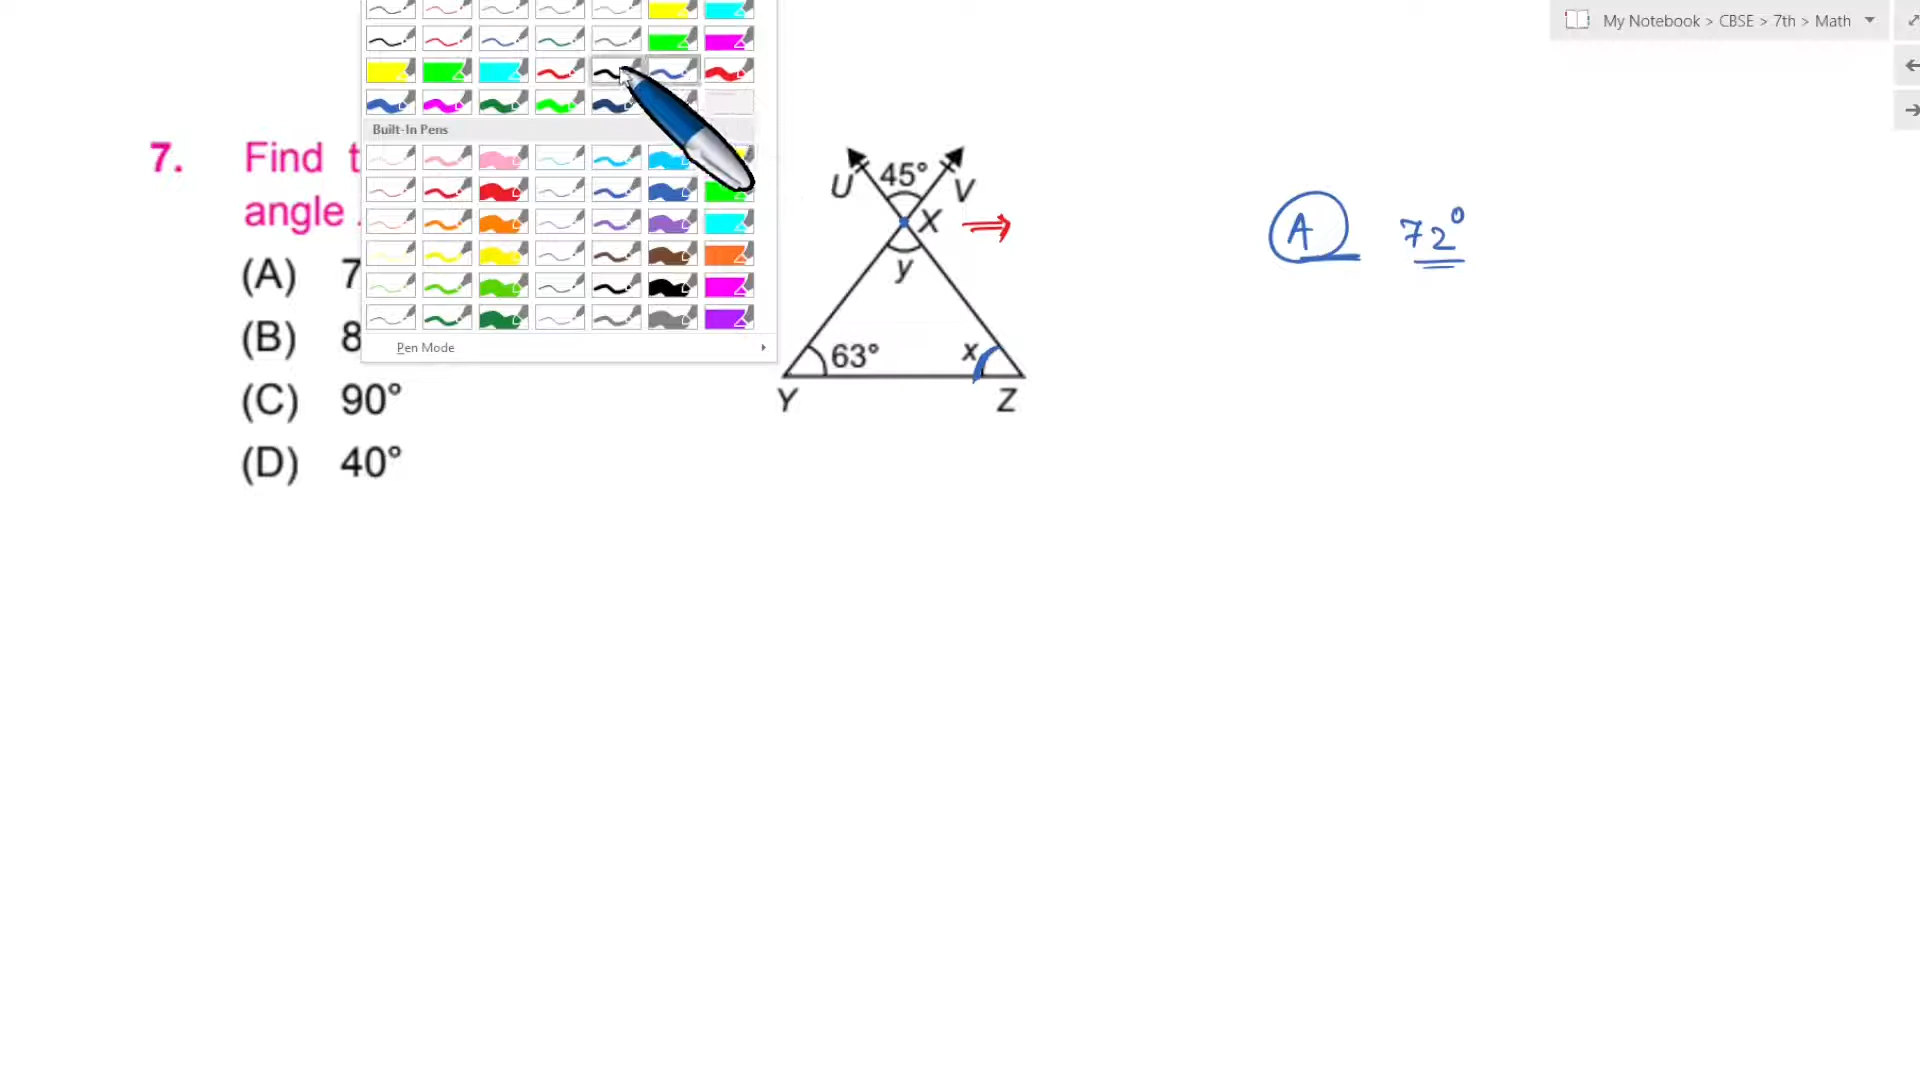 My Notebook > CBSE > 7th > Math
Built-In Pens
7. Find
angle
(A) 7
(B) 8
(C) 90°
(D) 40°
Pen Mode
U 45° V
X
y
63° x
Y Z
A 72°